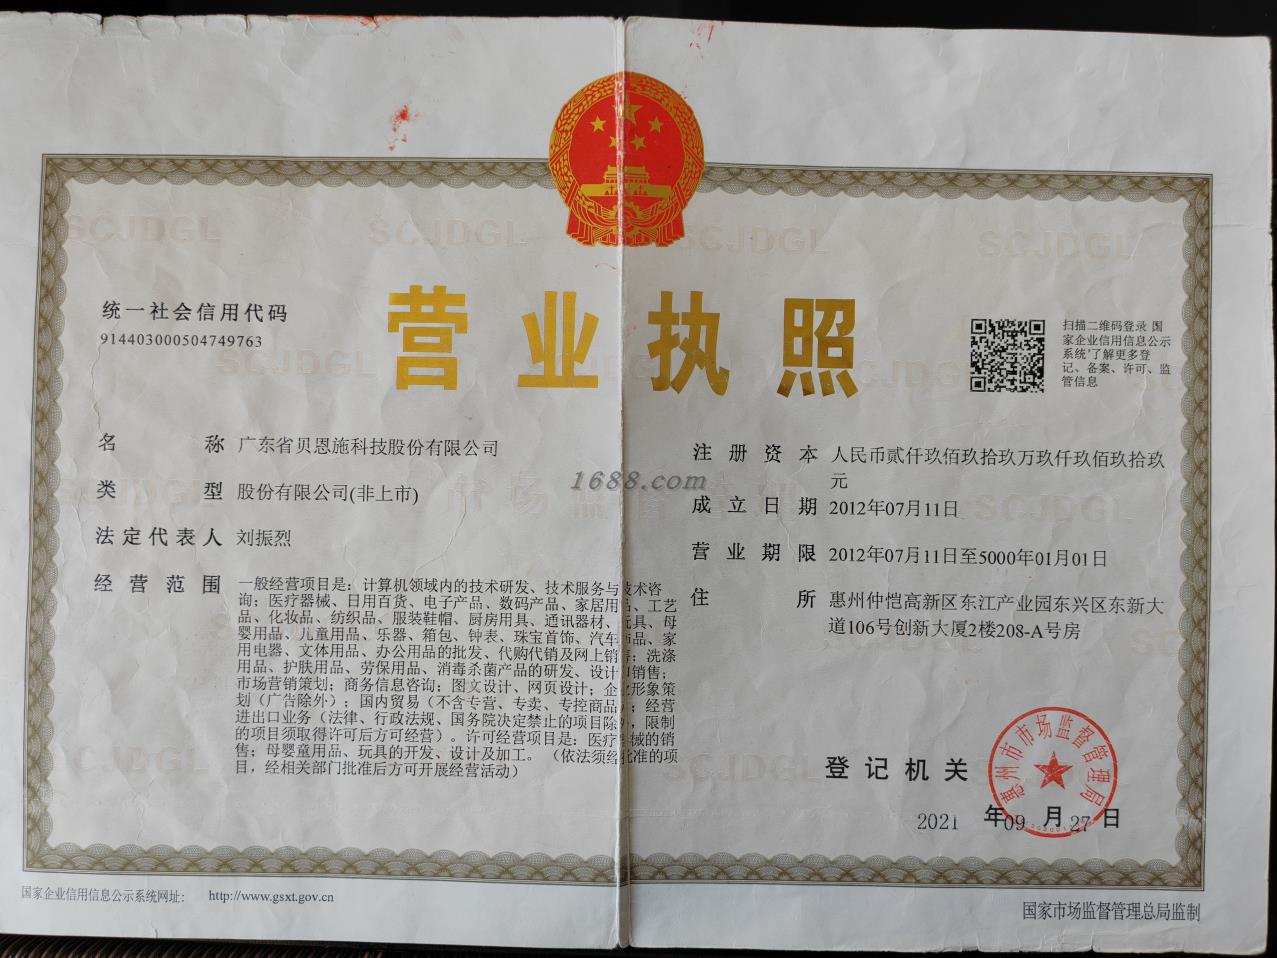 营业执照
统一社会信用代码
914403000504749763
扫描二维码登录 国
家企业信用信息公示
系统'了解更多登
记、备案、许可、监
管信息
名称 广东省贝恩施科技股份有限公司
类型 股份有限公司(非上市)
法定代表人 刘振烈
经营范围 一般经营项目是：计算机领域内的技术研发、技术服务与技术咨
询；医疗器械、日用百货、电子产品、数码产品、家居用品、工艺
品、化妆品、纺织品、服装鞋帽、厨房用具、通讯器材、玩具、母
婴用品、儿童用品、乐器、箱包、钟表、珠宝首饰、汽车饰品、家
用电器、文体用品、办公用品的批发、代购代销及网上销售；洗涤
用品、护肤用品、劳保用品、消毒杀菌产品的研发、设计和销售；
市场营销策划；商务信息咨询；图文设计、网页设计；企业形象策
划（广告除外）；国内贸易（不含专营、专卖、专控商品）；经营
进出口业务（法律、行政法规、国务院决定禁止的项目除外，限制
的项目须取得许可后方可经营）。许可经营项目是：医疗器械的销
售；母婴童用品、玩具的开发、设计及加工。（依法须经批准的项
目，经相关部门批准后方可开展经营活动）
注册资本 人民币贰仟玖佰玖拾玖万玖仟玖佰玖拾玖
元
成立日期 2012年07月11日
营业期限 2012年07月11日至5000年01月01日
住所 惠州仲恺高新区东江产业园东兴区东新大
道106号创新大厦2楼208-A号房
1688.com
登记机关
惠州市市场监督管理局
2021 年09 月 27 日
国家企业信用信息公示系统网址： http://www.gsxt.gov.cn
国家市场监督管理总局监制
SCJDGL